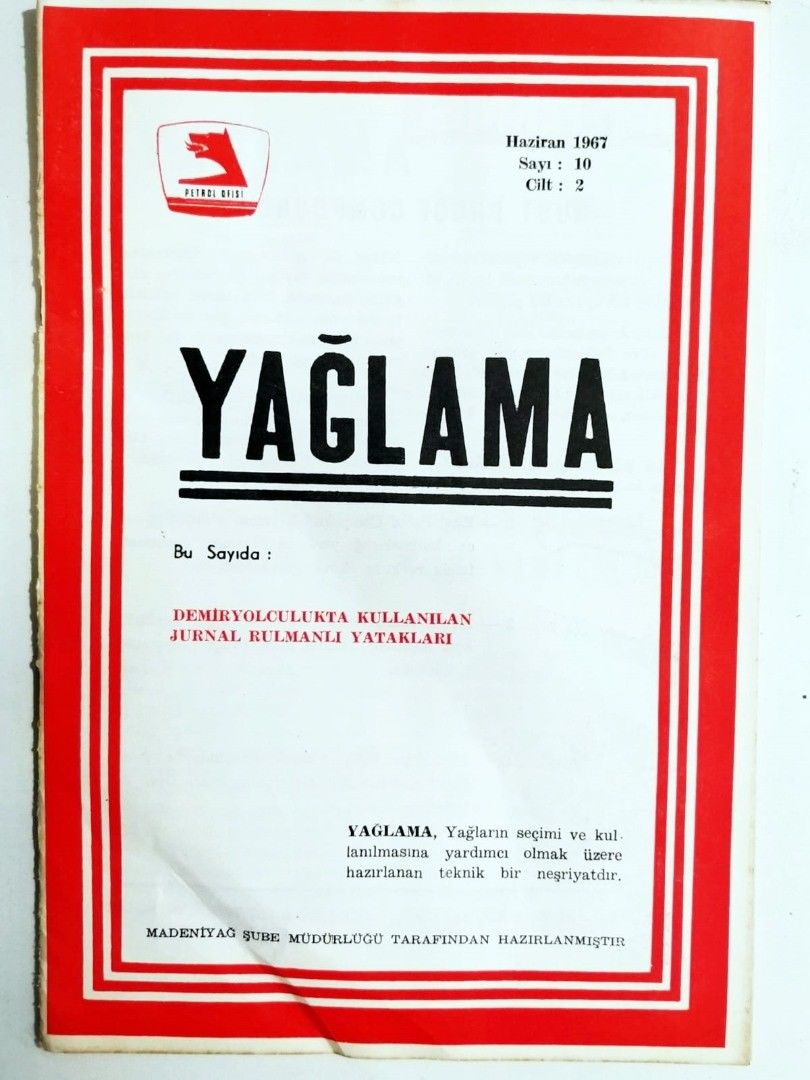 PETROL OFİSİ
Haziran 1967
Sayı : 10
Cilt : 2
YAĞLAMA
Bu Sayıda :
DEMİRYOLCULUKTA KULLANILAN
JURNAL RULMANLI YATAKLARI
YAĞLAMA, Yağların seçimi ve kul-
lanılmasına yardımcı olmak üzere
hazırlanan teknik bir neşriyatdır.
MADENİYAĞ ŞUBE MÜDÜRLÜĞÜ TARAFINDAN HAZIRLANMIŞTIR